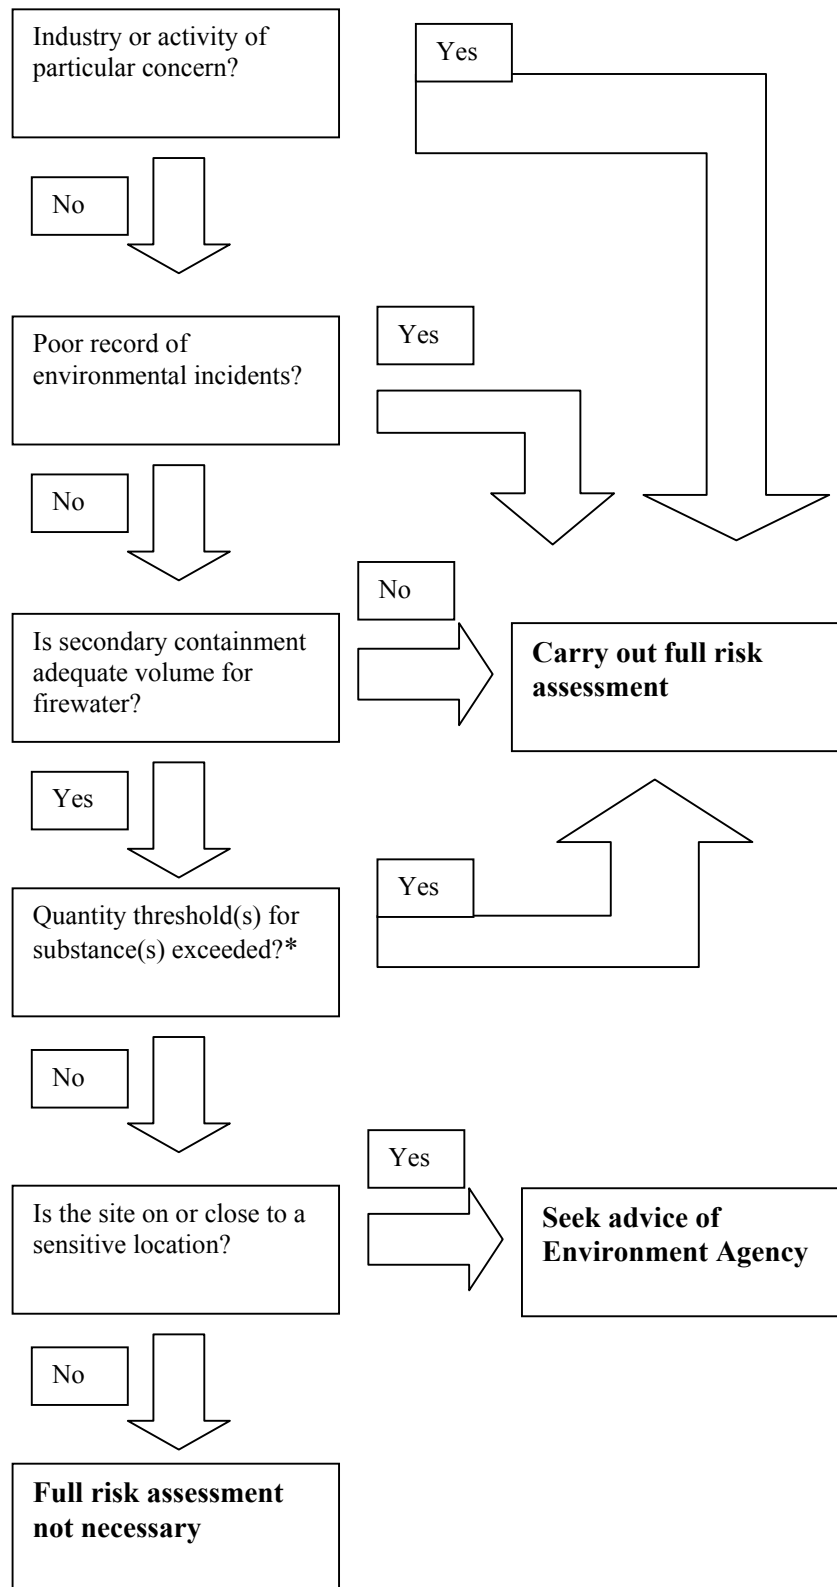 Industry or activity of
particular concern?
Yes
No
Poor record of
environmental incidents?
Yes
No
Is secondary containment
adequate volume for
firewater?
No
Carry out full risk
assessment
Yes
Quantity threshold(s) for
substance(s) exceeded?*
Yes
No
Is the site on or close to a
sensitive location?
Yes
Seek advice of
Environment Agency
No
Full risk assessment
not necessary